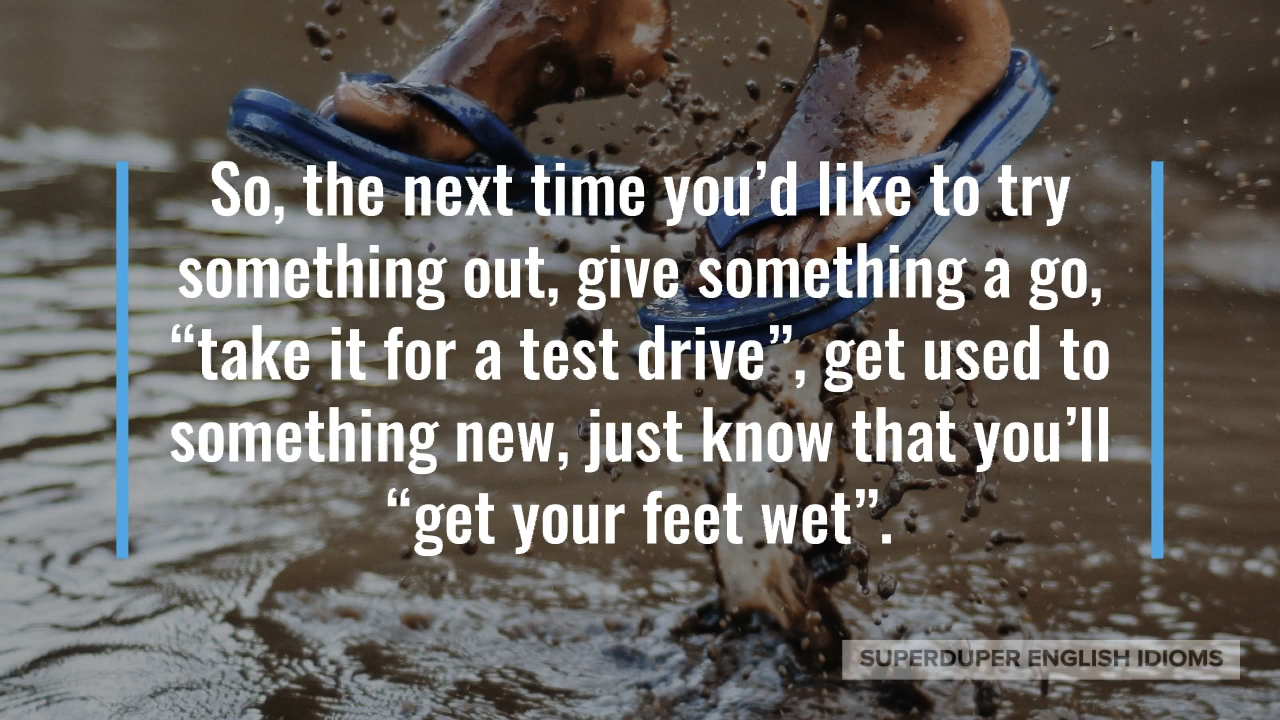 So, the next time you’d like to try
something out, give something a go,
“take it for a test drive”, get used to
something new, just know that you’ll
“get your feet wet”.
SUPERDUPER ENGLISH IDIOMS